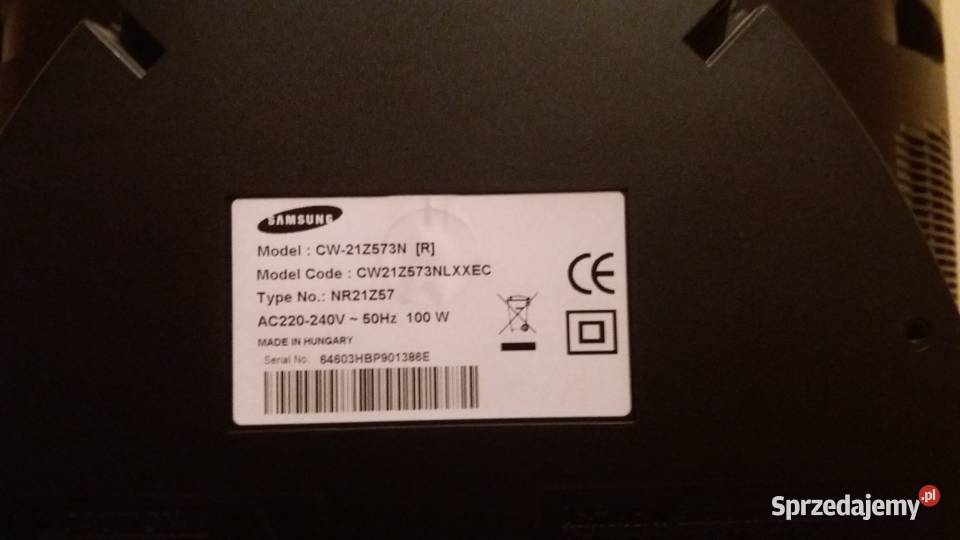 SAMSUNG
Model : CW-21Z573N [R]
Model Code : CW21Z573NLXXEC
Type No.: NR21Z57
AC220-240V ~ 50Hz 100 W
MADE IN HUNGARY
Serial No: 64603HBP901386E
CE
Sprzedajemy.pl